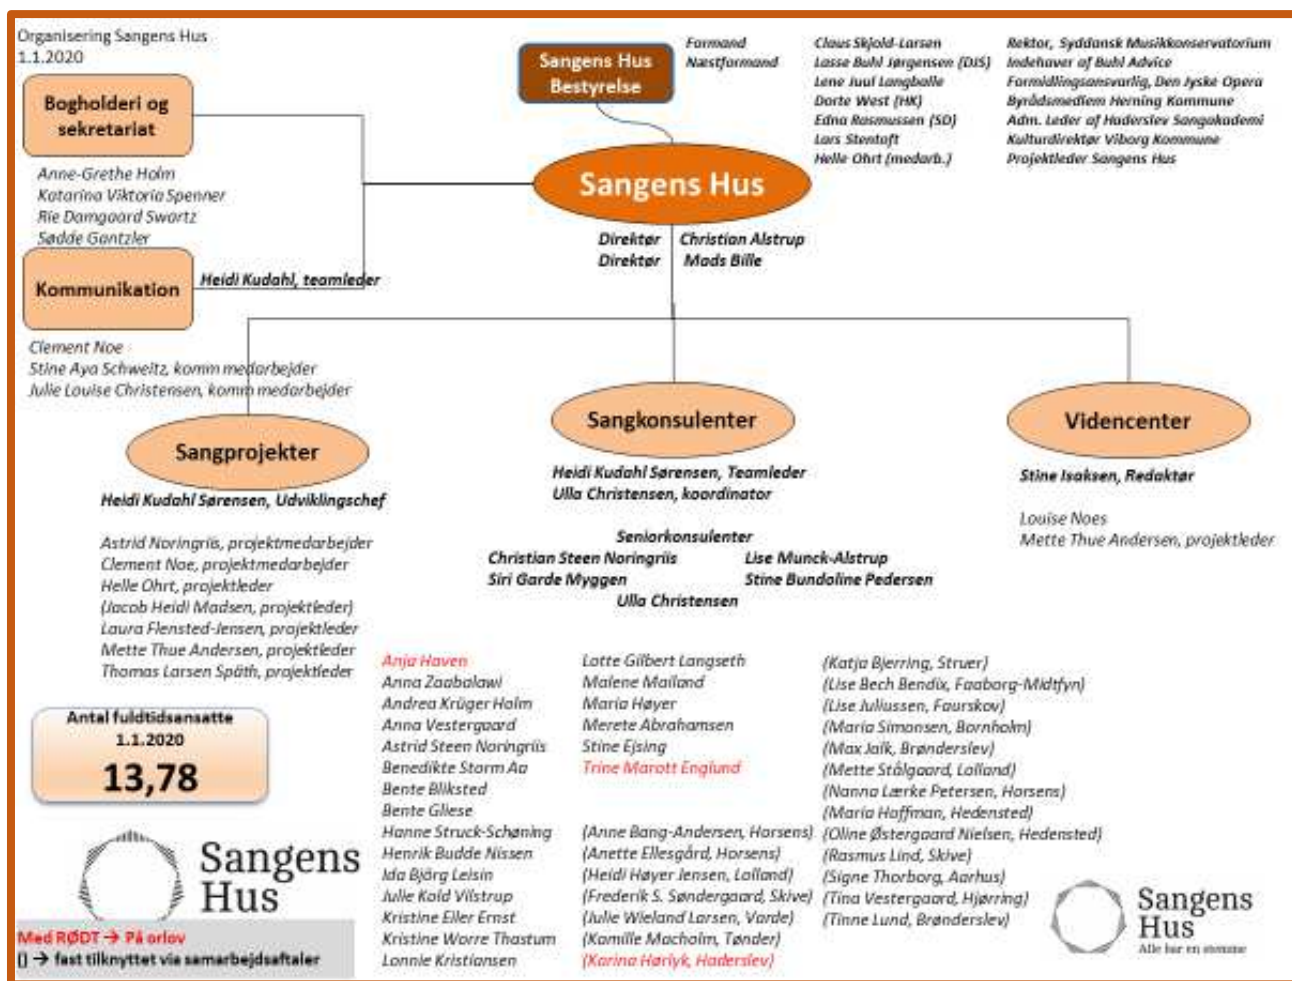 Organisering Sangens Hus
1.1.2020
Bogholderi og
sekretariat
Anne-Grethe Holm
Katarina Viktoria Spenner
Rie Damgaard Swartz
Sødde Gantzler
Kommunikation
Heidi Kudahl, teamleder
Clement Noe
Stine Aya Schweitz, komm medarbejder
Julie Louise Christensen, komm medarbejder
Sangens Hus
Bestyrelse
Formand Claus Skjold-Larsen Rektor, Syddansk Musikkonservatorium
Næstformand Lasse Buhl Jørgensen (DJS) Indehaver af Buhl Advice
Lene Juul Langballe Formidlingsansvarlig, Den Jyske Opera
Dorte West (HK) Byrådsmedlem Herning Kommune
Edna Rasmussen (SD) Adm. Leder af Haderslev Sangakademi
Lars Stentoft Kulturdirektør Viborg Kommune
Helle Ohrt (medarb.) Projektleder Sangens Hus
Sangens Hus
Direktør Christian Alstrup
Direktør Mads Bille
Sangprojekter
Heidi Kudahl Sørensen, Udviklingschef
Astrid Noringriis, projektmedarbejder
Clement Noe, projektmedarbejder
Helle Ohrt, projektleder
(Jacob Heidi Madsen, projektleder)
Laura Flensted-Jensen, projektleder
Mette Thue Andersen, projektleder
Thomas Larsen Späth, projektleder
Sangkonsulenter
Heidi Kudahl Sørensen, Teamleder
Ulla Christensen, koordinator
Seniorkonsulenter
Christian Steen Noringriis Lise Munck-Alstrup
Siri Garde Myggen Stine Bundoline Pedersen
Ulla Christensen
Videncenter
Stine Isaksen, Redaktør
Louise Noes
Mette Thue Andersen, projektleder
Anja Haven
Anna Zaabalawi
Andrea Krüger Holm
Anna Vestergaard
Astrid Steen Noringriis
Benedikte Storm Aa
Bente Bliksted
Bente Gliese
Hanne Struck-Schøning
Henrik Budde Nissen
Ida Björg Leisin
Julie Kold Vilstrup
Kristine Eller Ernst
Kristine Worre Thastum
Lonnie Kristiansen
Lotte Gilbert Langseth
Malene Mailand
Maria Høyer
Merete Abrahamsen
Stine Ejsing
Trine Marott Englund
(Anne Bang-Andersen, Horsens)
(Anette Ellesgård, Horsens)
(Heidi Høyer Jensen, Lolland)
(Frederik S. Søndergaard, Skive)
(Julie Wieland Larsen, Varde)
(Kamille Macholm, Tønder)
(Karina Hørlyk, Haderslev)
(Katja Bjerring, Struer)
(Lise Bech Bendix, Faaborg-Midtfyn)
(Lise Juliussen, Faurskov)
(Maria Simonsen, Bornholm)
(Max Jalk, Brønderslev)
(Mette Stålgaard, Lolland)
(Nanna Lærke Petersen, Horsens)
(Maria Hoffman, Hedensted)
(Oline Østergaard Nielsen, Hedensted)
(Rasmus Lind, Skive)
(Signe Thorborg, Aarhus)
(Tina Vestergaard, Hjørring)
(Tinne Lund, Brønderslev)
Antal fuldtidsansatte
1.1.2020
13,78
Sangens
Hus
Med RØDT → På orlov
() → fast tilknyttet via samarbejdsaftaler
Sangens
Hus
Alle har en stemme